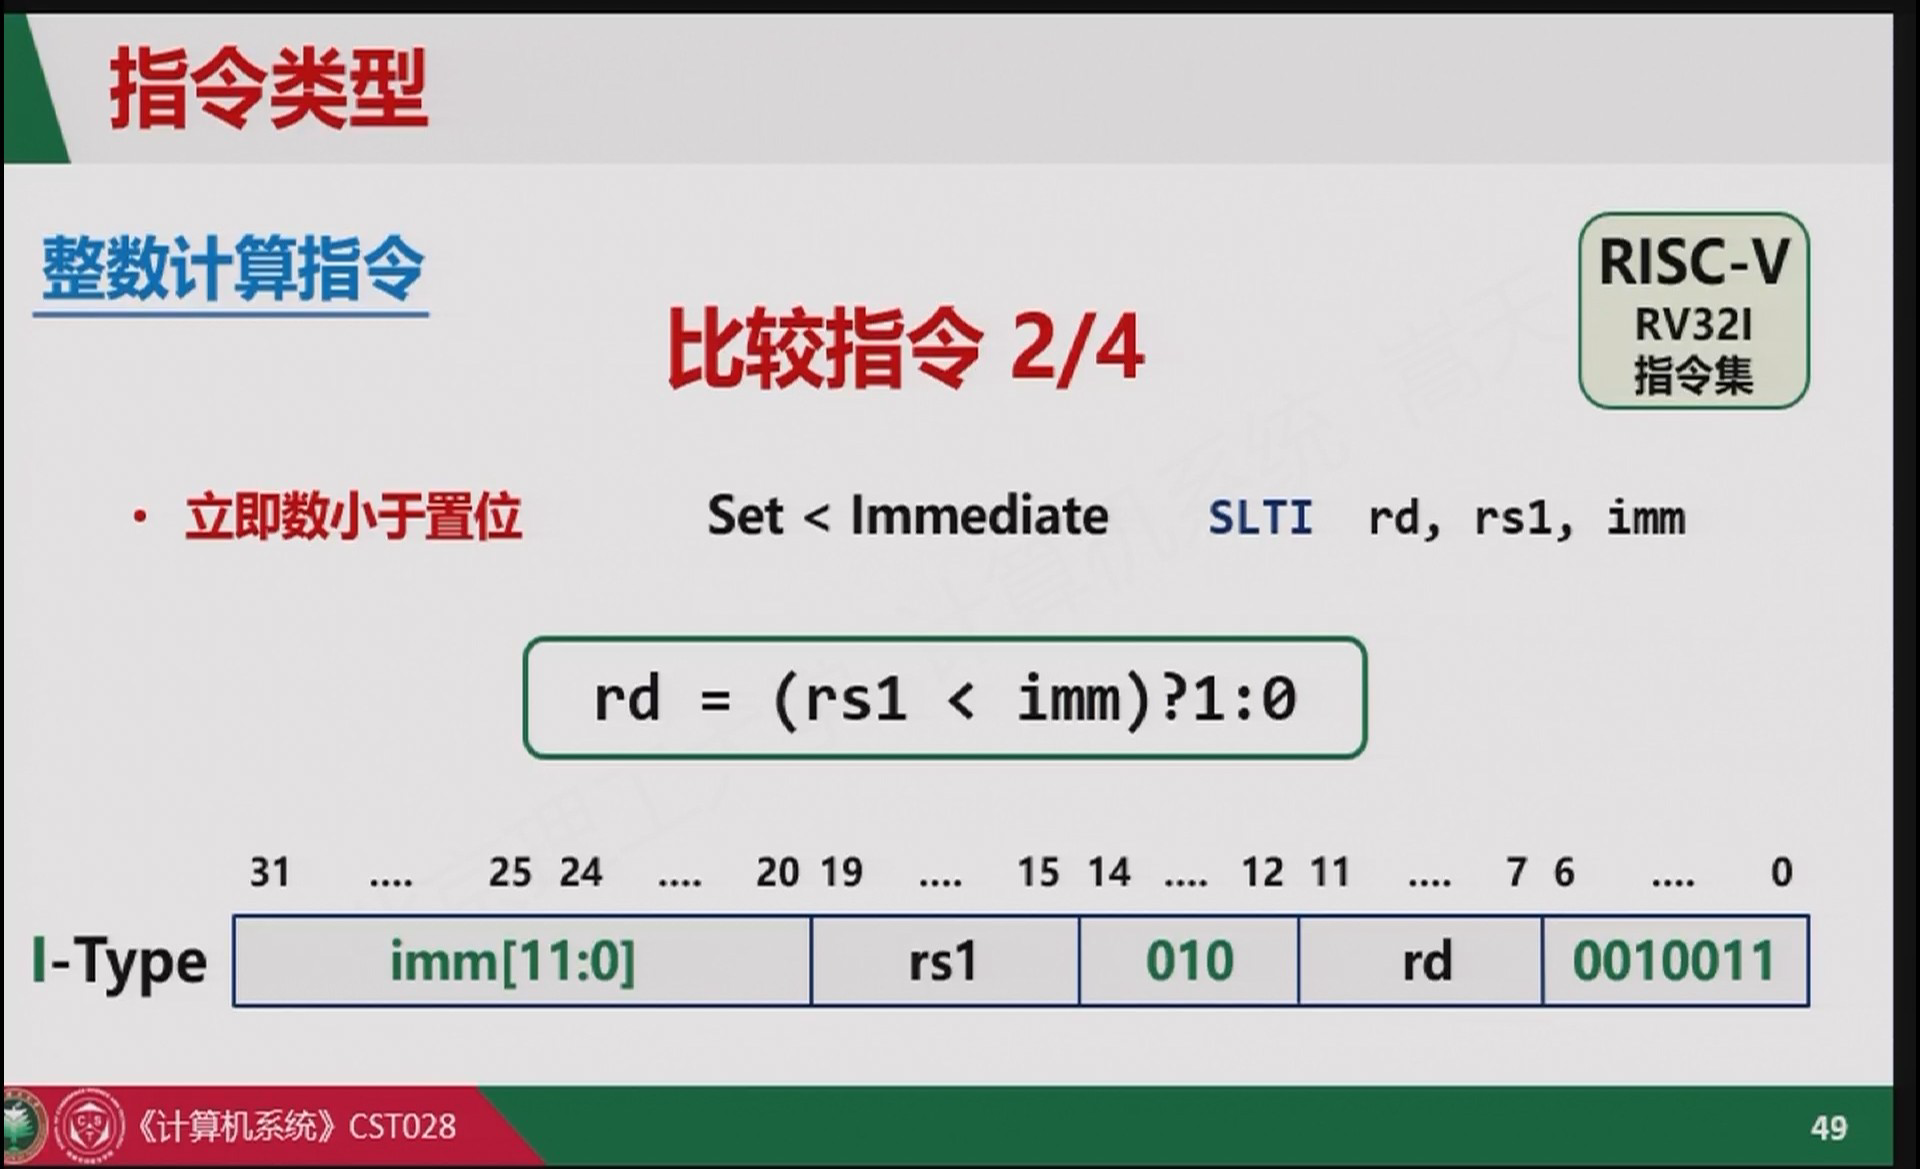 指令类型
整数计算指令
RISC-V
RV32I
指令集
比较指令 2/4
• 立即数小于置位 Set < Immediate SLTI rd, rs1, imm
rd = (rs1 < imm)?1:0
31 .... 25 24 .... 20 19 .... 15 14 .... 12 11 .... 7 6 .... 0
I-Type imm[11:0] rs1 010 rd 0010011
《计算机系统》CST028
49